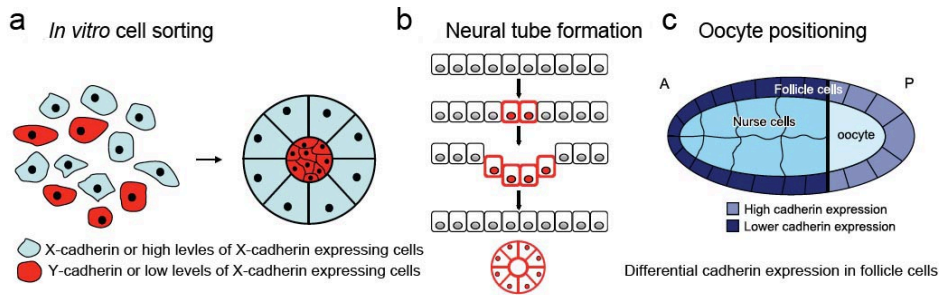 a In vitro cell sorting
b Neural tube formation
c Oocyte positioning
A
Follicle cells
P
Nurse cells
oocyte
High cadherin expression
Lower cadherin expression
X-cadherin or high levles of X-cadherin expressing cells
Y-cadherin or low levels of X-cadherin expressing cells
Differential cadherin expression in follicle cells